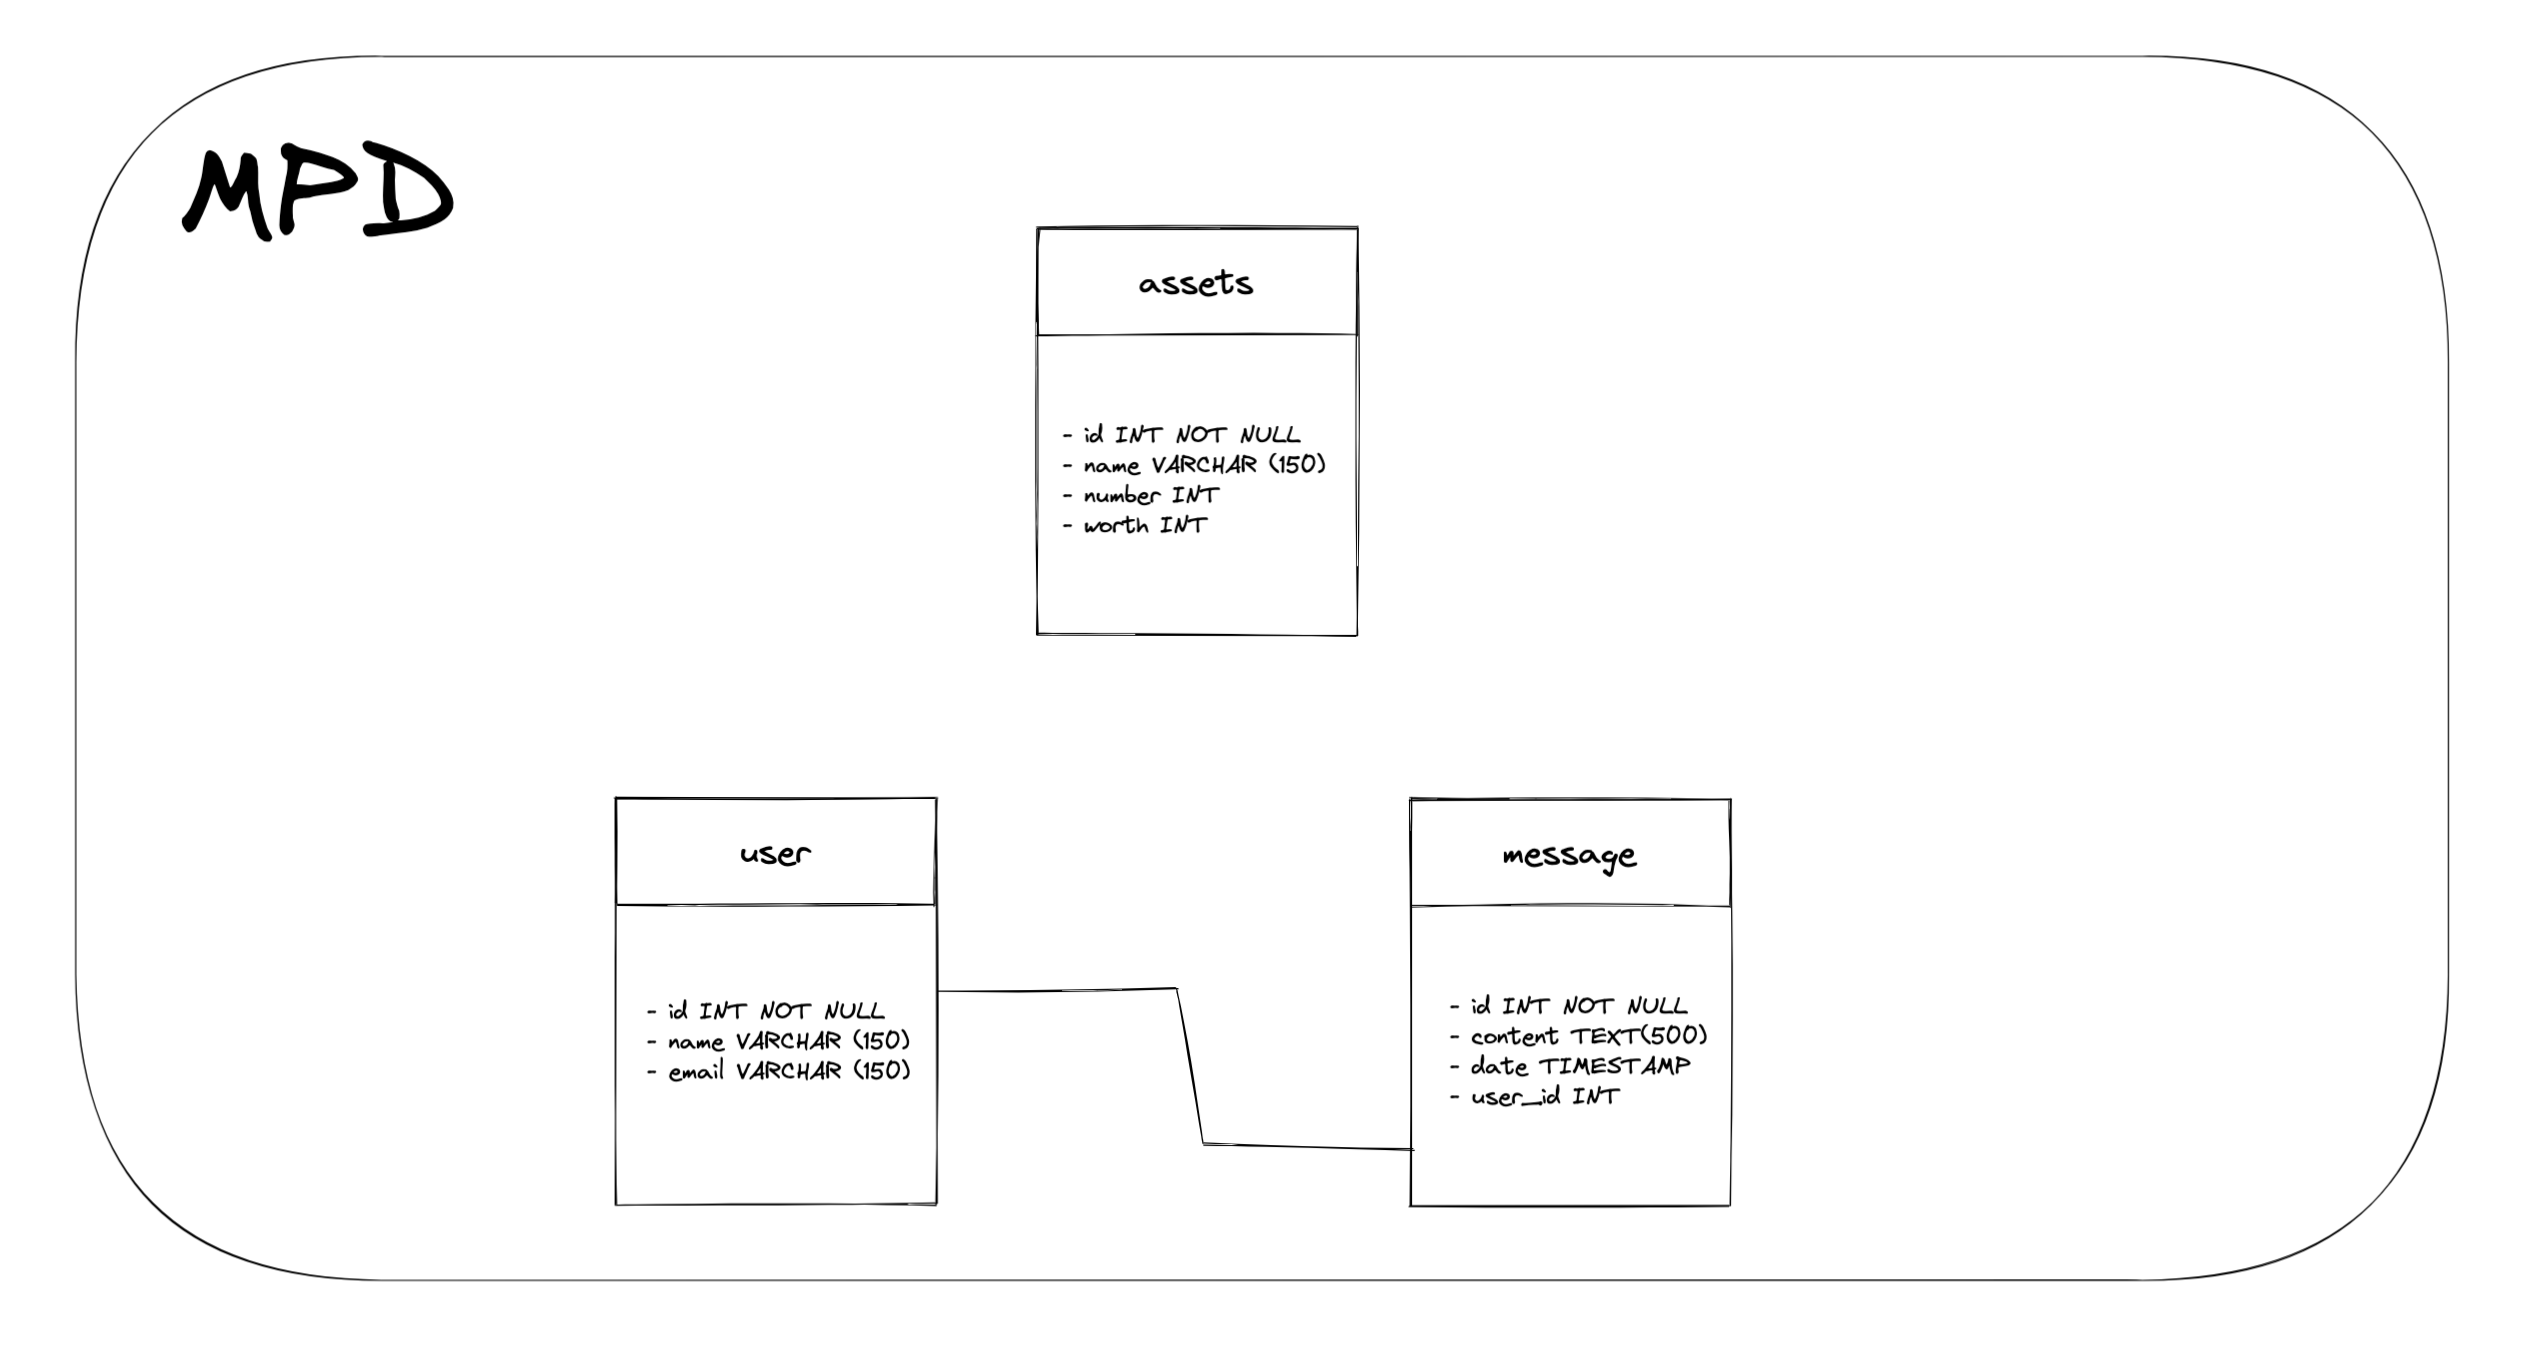 MPD
assets
- id INT NOT NULL
- name VARCHAR (150)
- number INT
- worth INT
user
- id INT NOT NULL
- name VARCHAR (150)
- email VARCHAR (150)
message
- id INT NOT NULL
- content TEXT(500)
- date TIMESTAMP
- user_id INT